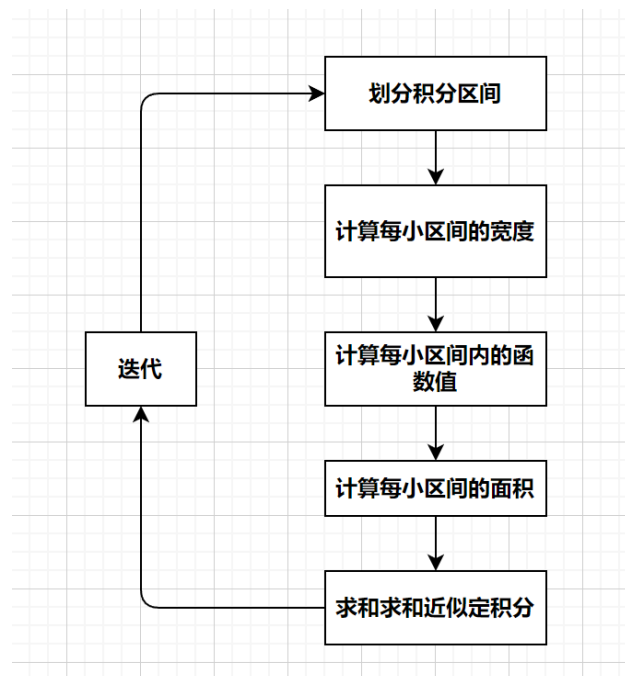 划分积分区间
计算每小区间的宽度
计算每小区间内的函
数值
迭代
计算每小区间的面积
求和求和近似定积分